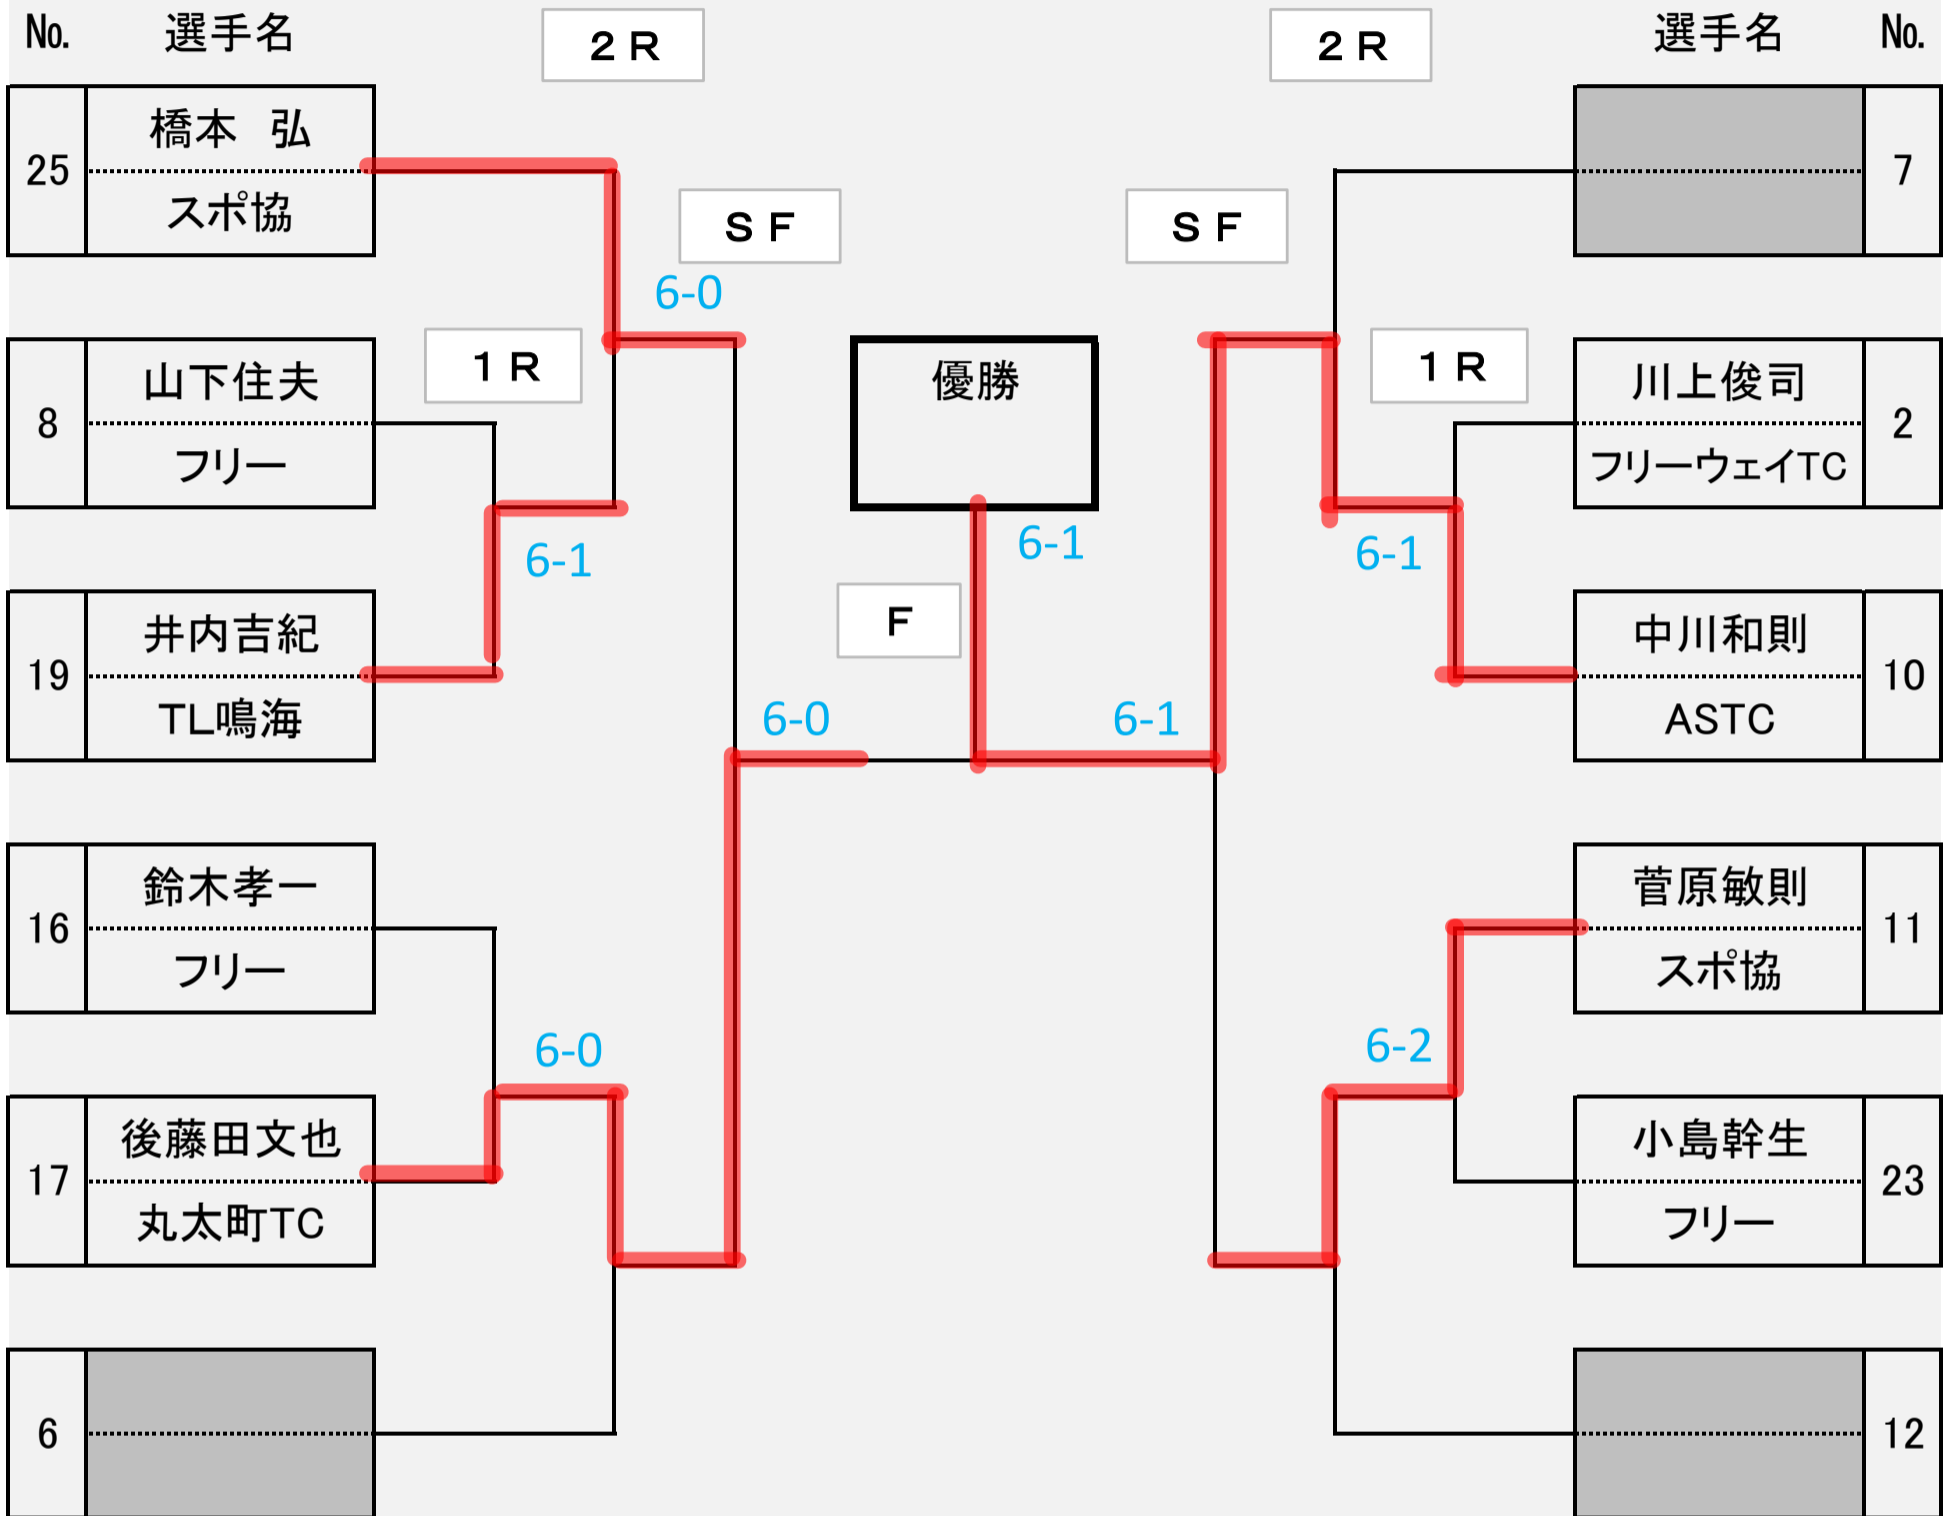 No. 選手名 2R 2R 選手名 No.
25 橋本 弘 7
スポ協
SF SF
6-0
8 山下住夫 1R 優勝 1R 川上俊司 2
フリー フリーウェイTC
6-1 6-1 6-1
19 井内吉紀 F 中川和則 10
TL鳴海 6-0 6-1 ASTC
16 鈴木孝一 菅原敏則 11
フリー スポ協
6-0 6-2
17 後藤田文也 小島幹生 23
丸太町TC フリー
6 12